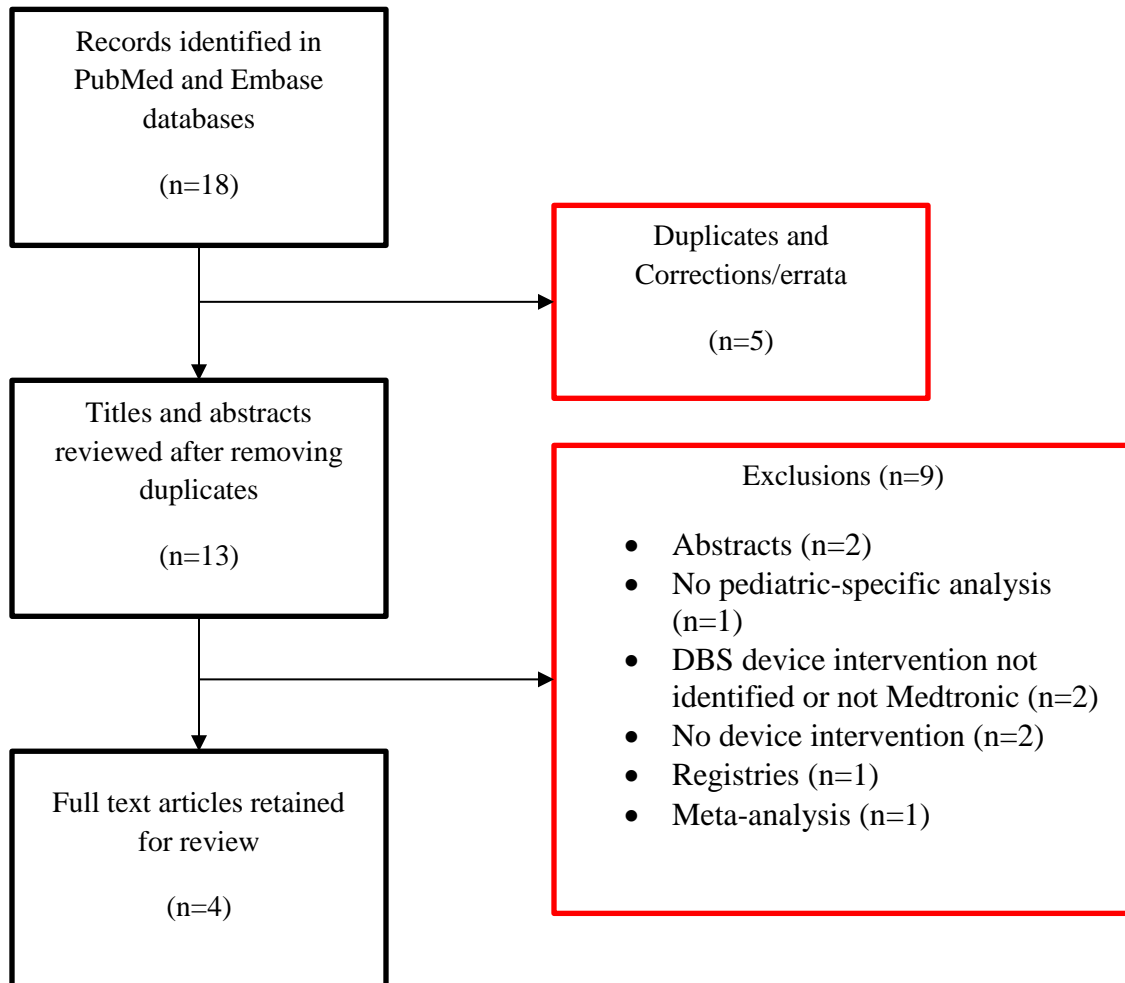 Records identified in
PubMed and Embase
databases
(n=18)
Duplicates and
Corrections/errata
(n=5)
Titles and abstracts
reviewed after removing
duplicates
(n=13)
Exclusions (n=9)
• Abstracts (n=2)
• No pediatric-specific analysis
(n=1)
• DBS device intervention not
identified or not Medtronic (n=2)
• No device intervention (n=2)
• Registries (n=1)
• Meta-analysis (n=1)
Full text articles retained
for review
(n=4)